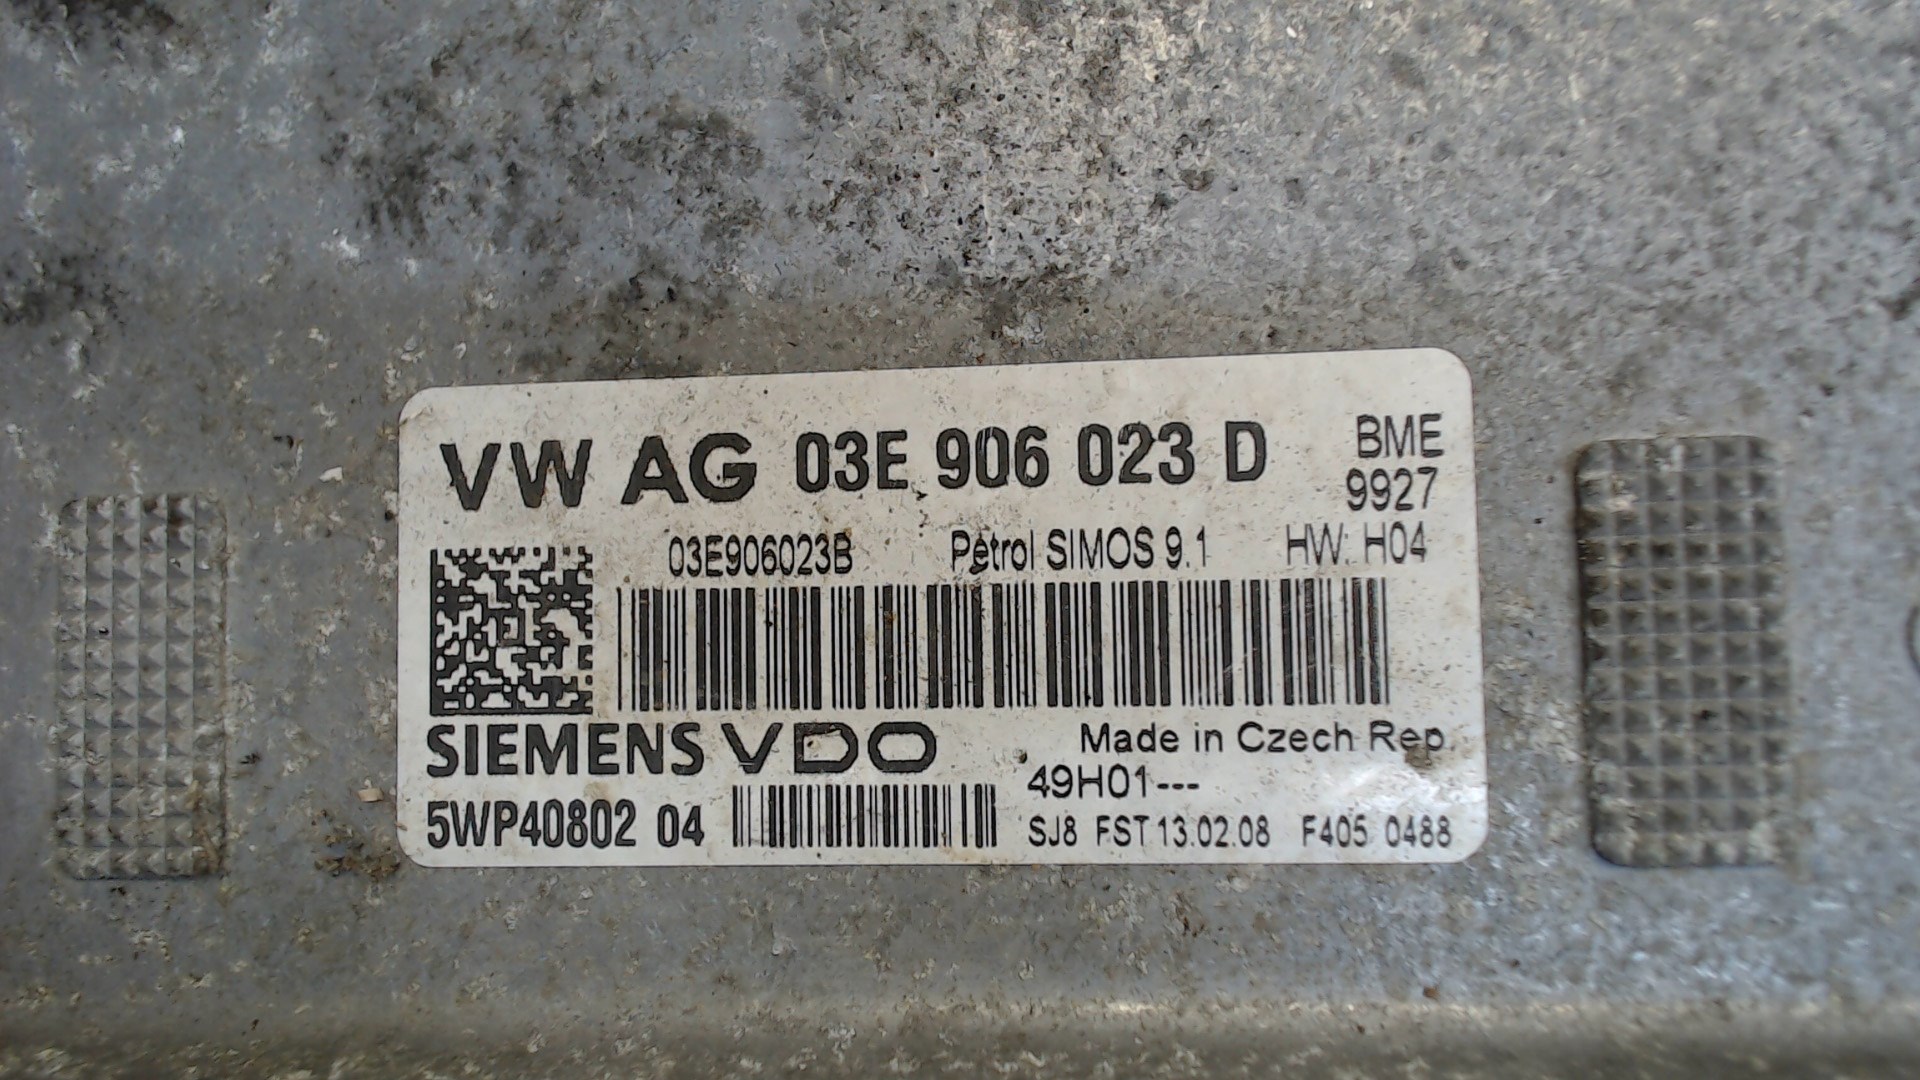 VW AG 03E 906 023 D BME
9927
03E906023B Petrol SIMOS 9.1 HW: H04
SIEMENS VDO Made in Czech Rep.
49H01---
5WP40802 04 SJ8 FST 13.02.08 F405 0488